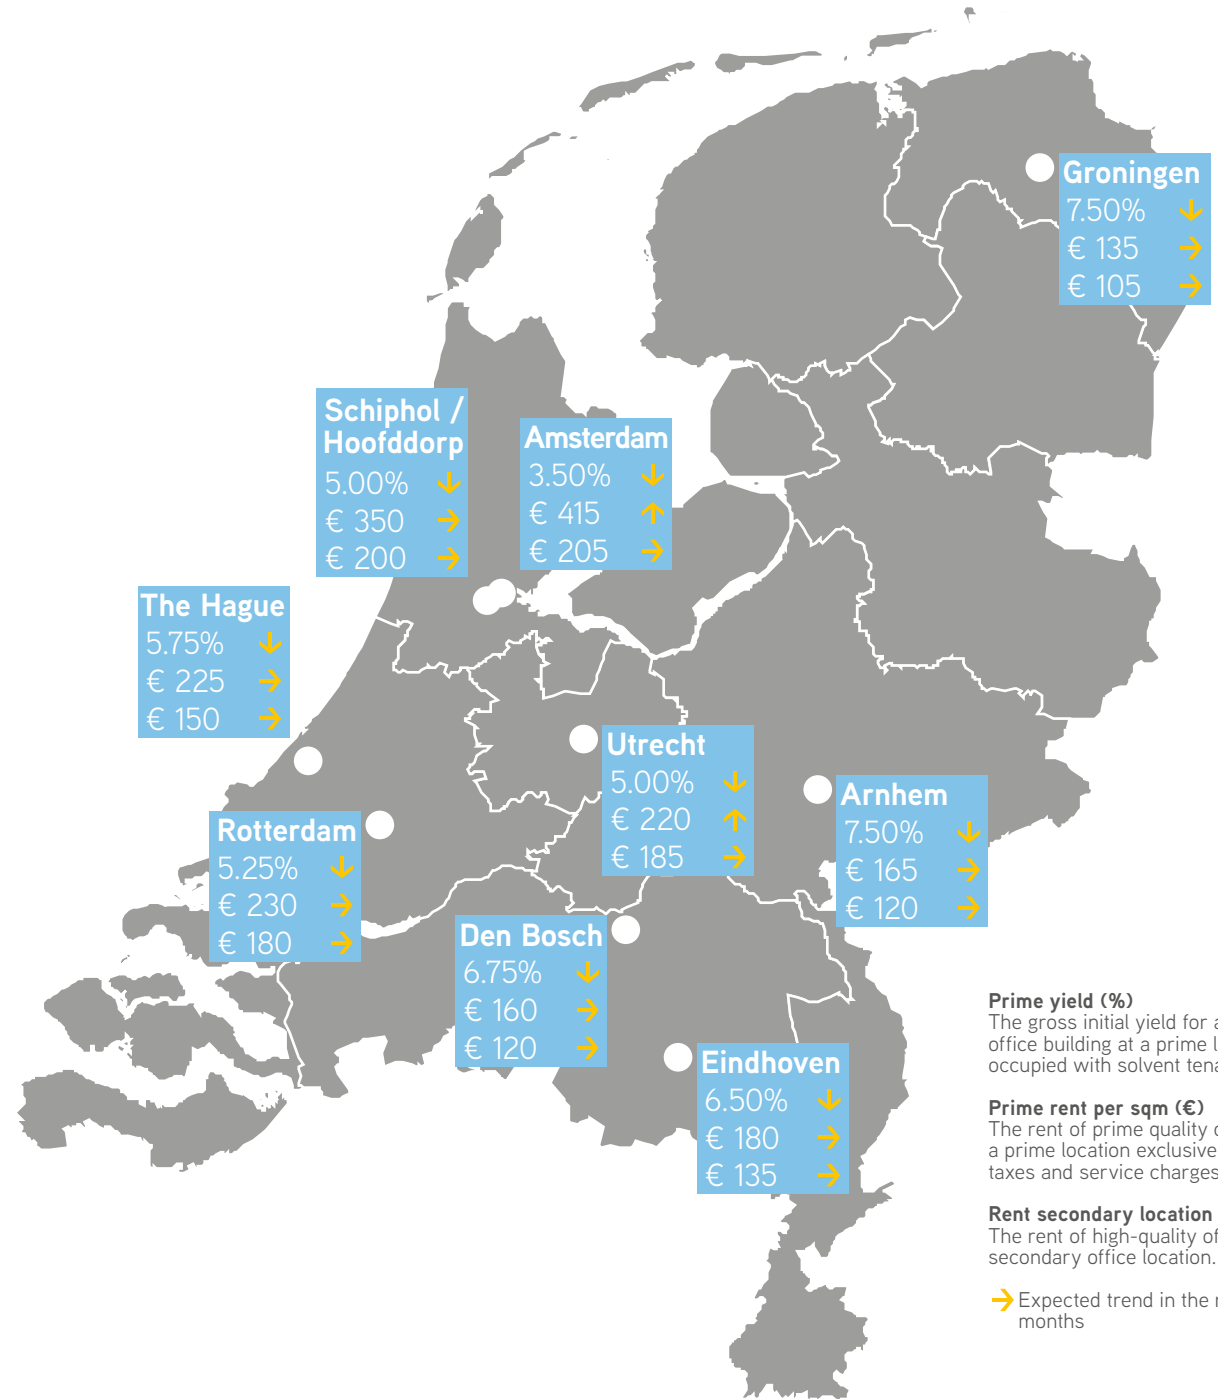 Groningen
7.50% ↓
€ 135 →
€ 105 →
Schiphol /
Hoofddorp
5.00% ↓
€ 350 →
€ 200 →
Amsterdam
3.50% ↓
€ 415 ↑
€ 205 →
The Hague
5.75% ↓
€ 225 →
€ 150 →
Utrecht
5.00% ↓
€ 220 ↑
€ 185 →
Arnhem
7.50% ↓
€ 165 →
€ 120 →
Rotterdam
5.25% ↓
€ 230 →
€ 180 →
Den Bosch
6.75% ↓
€ 160 →
€ 120 →
Eindhoven
6.50% ↓
€ 180 →
€ 135 →
Prime yield (%)
The gross initial yield for
office building at a prime
occupied with solvent
Prime rent per sqm (€)
The rent of prime quality
a prime location exclusive
taxes and service charges
Rent secondary location
The rent of high-quality
secondary office location.
→ Expected trend in the
months